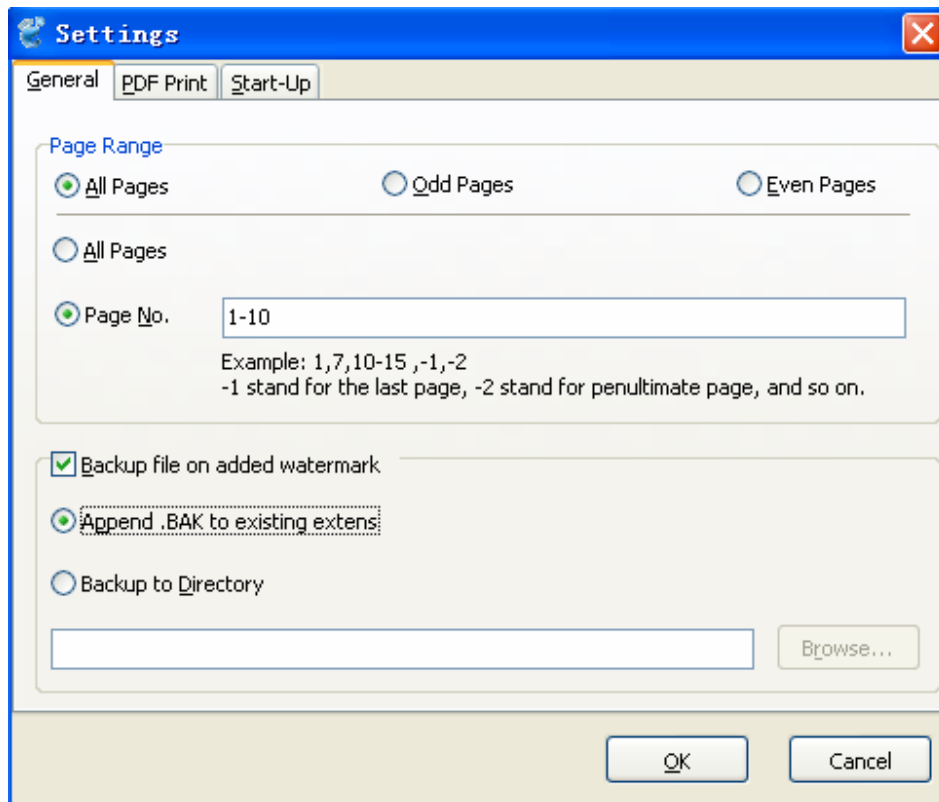 Settings
General PDF Print Start-Up
Page Range
All Pages Odd Pages Even Pages
All Pages
Page No. 1-10
Example: 1,7,10-15 ,-1,-2
-1 stand for the last page, -2 stand for penultimate page, and so on.
Backup file on added watermark
Append .BAK to existing extens
Backup to Directory
Browse...
OK Cancel